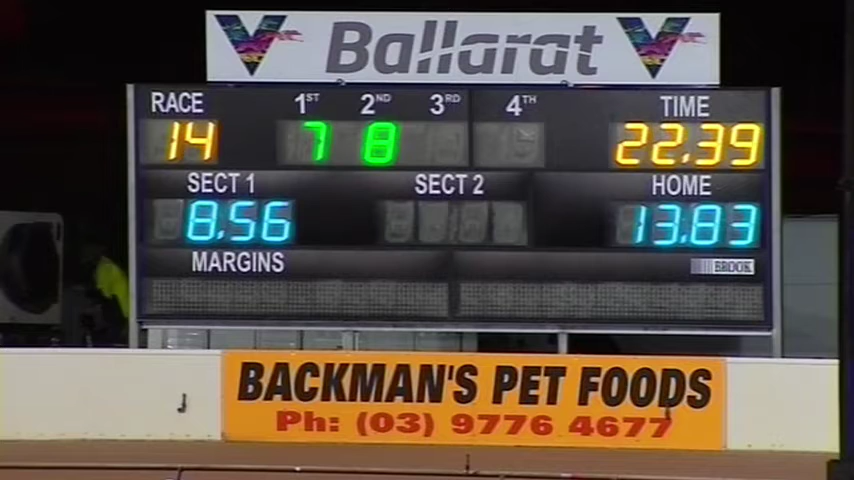 Ballarat
RACE 1ST 2ND 3RD 4TH TIME
14 7 8 22.39
SECT 1 SECT 2 HOME
8.56 13.83
MARGINS BROOK
BACKMAN'S PET FOODS
Ph: (03) 9776 4677